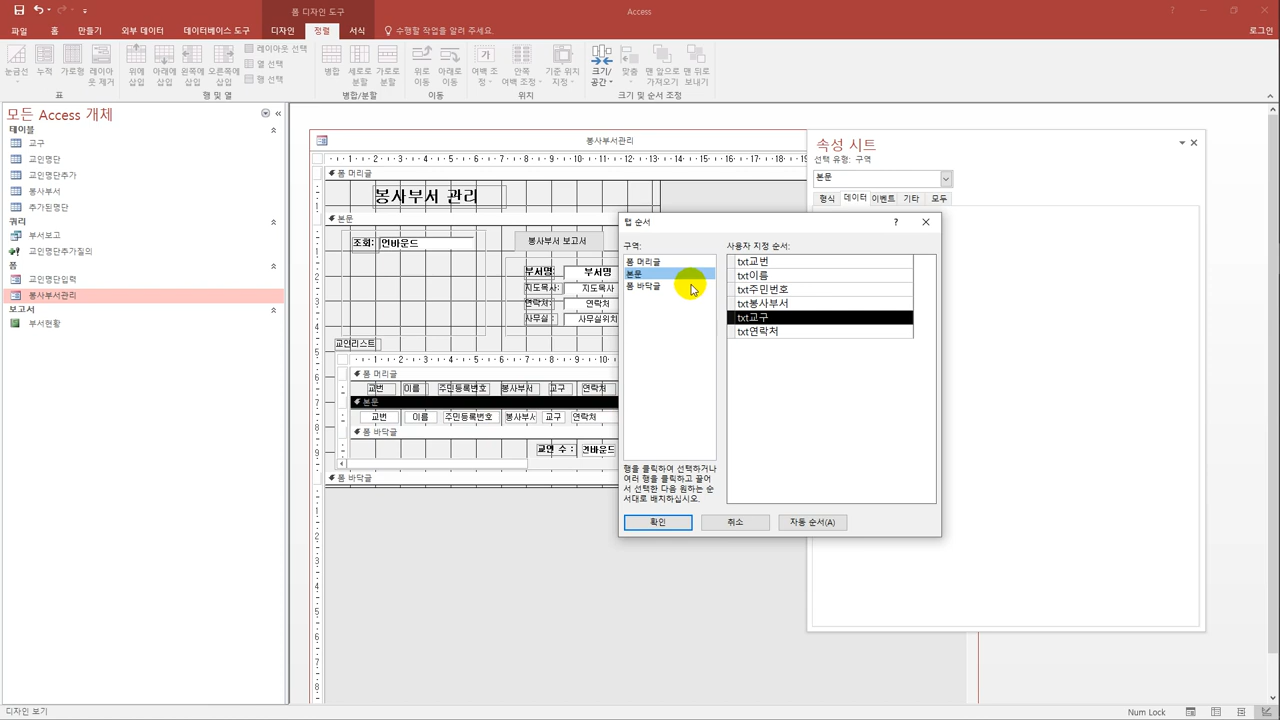 폼 디자인 도구
Access
파일 홈 만들기 외부 데이터 데이터베이스 도구 디자인 정렬 서식 수행할 작업을 알려 주세요. 로그인
눈금선 누적 가로형 레이아웃 제거
표
위에 삽입 아래에 삽입 왼쪽에 삽입 오른쪽에 삽입
레이아웃 선택
열 선택
행 선택
행 및 열
병합 세로로 분할 가로로 분할
병합/분할
위로 이동 아래로 이동
이동
여백 조정 안쪽 여백 조정 기준 위치 지정
위치
크기/공간 맞춤 맨 앞으로 가져오기 맨 뒤로 보내기
크기 및 순서 조정
모든 Access 개체
테이블
교구
교인명단
교인명단추가
봉사부서
추가된명단
쿼리
부서보고
교인명단추가질의
폼
교인명단입력
봉사부서관리
보고서
부서현황
봉사부서관리
폼 머리글
봉사부서 관리
본문
조회: 언바운드
봉사부서 보고서
부서명: 부서명
지도목사: 지도목사
연락처: 연락처
사무실: 사무실위치
교인리스트
폼 머리글
교번 이름 주민등록번호 봉사부서 교구 연락처
본문
교번 이름 주민등록번호 봉사부서 교구 연락처
폼 바닥글
교인 수 : 언바운드
폼 바닥글
속성 시트
선택 유형: 구역
본문
형식 데이터 이벤트 기타 모두
탭 순서
구역:
폼 머리글
본문
폼 바닥글
사용자 지정 순서:
txt교번
txt이름
txt주민번호
txt봉사부서
txt교구
txt연락처
행을 클릭하여 선택하거나
여러 행을 클릭하고 끌어
서 선택한 다음 원하는 순
서대로 배치하십시오.
확인 취소 자동 순서(A)
디자인 보기
Num Lock